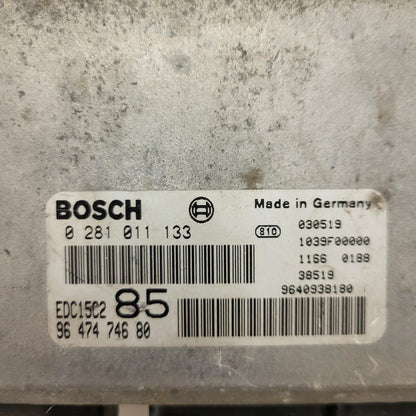 BOSCH
Made in Germany
0 281 011 133
810
030519
1039F00000
1166 0188
38519
EDC15C2 85
9640938180
96 474 746 80